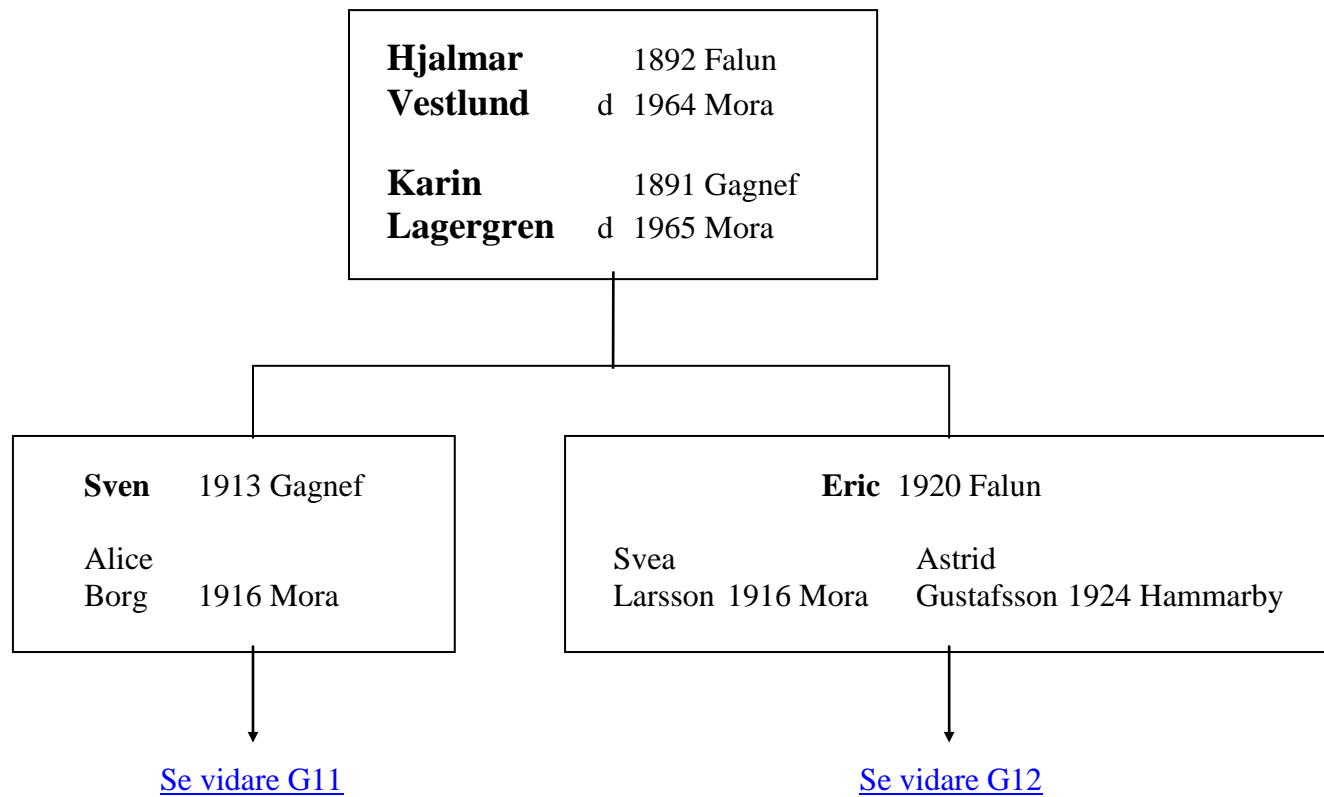 Hjalmar 1892 Falun
Vestlund d 1964 Mora
Karin 1891 Gagnef
Lagergren d 1965 Mora
Sven 1913 Gagnef
Alice
Borg 1916 Mora
Se vidare G11
Eric 1920 Falun
Svea Astrid
Larsson 1916 Mora Gustafsson 1924 Hammarby
Se vidare G12